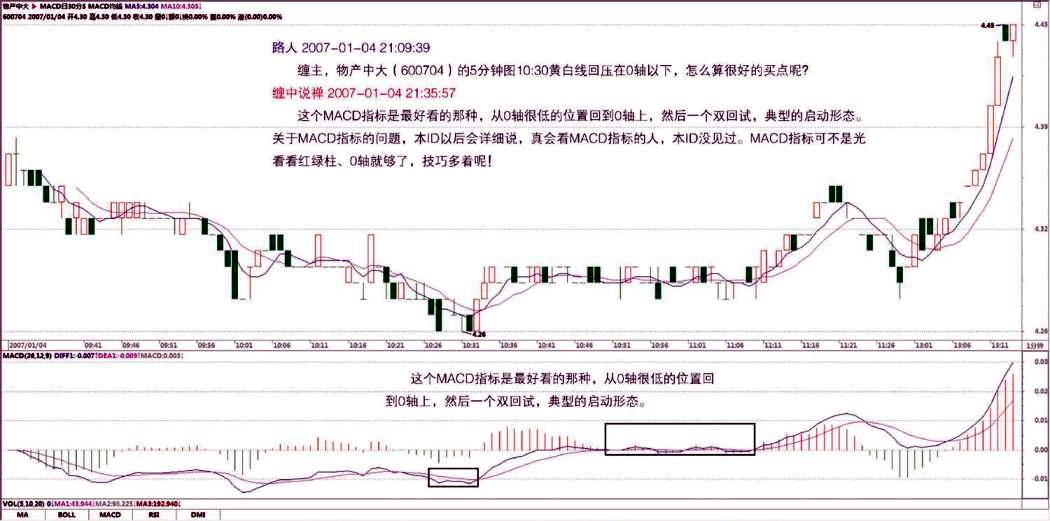 物产中大 ▶ MACD日30分5 MACD均线 MA5:4.304 MA10:4.305↓
600704 2007/01/04 开4.30 高4.30 低4.30 收4.30 量0 额0 换0.00% 振0.00% 涨(0.00)0.00%
4.45
4.45
路人 2007-01-04 21:09:39
缠主，物产中大（600704）的5分钟图10:30黄白线回压在0轴以下，怎么算很好的买点呢？
缠中说禅 2007-01-04 21:35:57
这个MACD指标是最好看的那种，从0轴很低的位置回到0轴上，然后一个双回试，典型的启动形态。
关于MACD指标的问题，本ID以后会详细说，真会看MACD指标的人，本ID没见过。MACD指标可不是光
看看红绿柱、0轴就够了，技巧多着呢！
4.39
4.32
4.26
4.26
2007/01/04 09:41 09:46 09:51 09:56 10:01 10:06 10:11 10:16 10:21 10:26 10:31 10:36 10:41 10:46 10:51 10:56 11:01 11:06 11:11 11:16 11:21 11:26 13:01 13:06 13:11 1分钟
MACD(26,12,9) DIFF1:-0.007↑DEA1:-0.009↑MACD:0.005↓
0.03
这个MACD指标是最好看的那种，从0轴很低的位置回
到0轴上，然后一个双回试，典型的启动形态。
0.02
0.01
0.00
-0.01
VOL(5,10,20) 0↓MA1:43.944↓MA2:98.225↓MA3:192.940↓
MA BOLL MACD RSI DMI